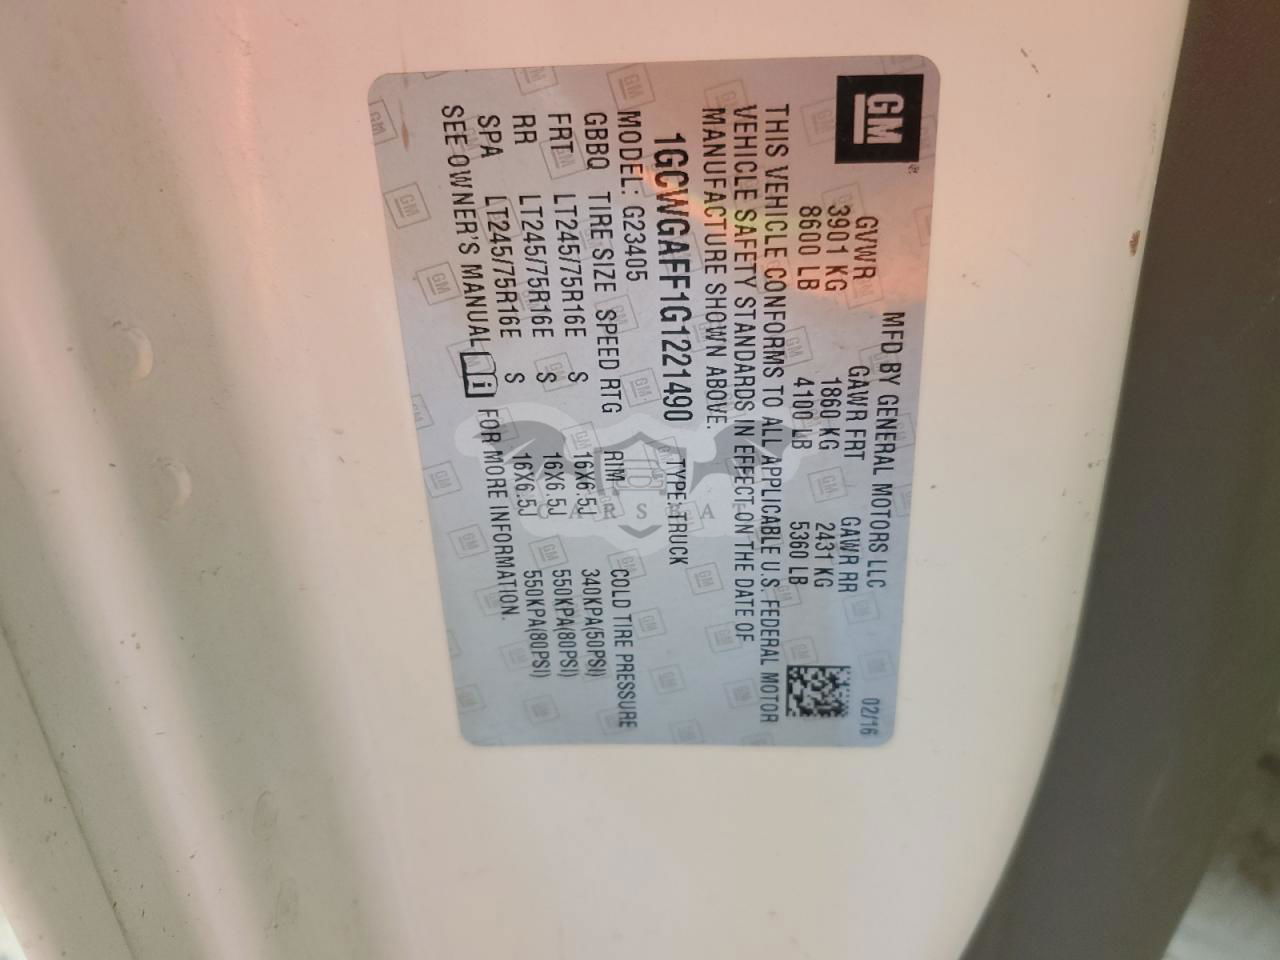 GM
MFD BY GENERAL MOTORS LLC 02/16
GVWR GAWR FRT GAWR RR
3901 KG 1860 KG 2431 KG
8600 LB 4100 LB 5360 LB
THIS VEHICLE CONFORMS TO ALL APPLICABLE U.S. FEDERAL MOTOR
VEHICLE SAFETY STANDARDS IN EFFECT ON THE DATE OF
MANUFACTURE SHOWN ABOVE.
1GCWGAFF1G1221490 TYPE:TRUCK
MODEL: G23405
GBBQ TIRE SIZE SPEED RTG RIM COLD TIRE PRESSURE
FRT LT245/75R16E S 16X6.5J 340KPA(50PSI)
RR LT245/75R16E S 16X6.5J 550KPA(80PSI)
SPA LT245/75R16E S 16X6.5J 550KPA(80PSI)
SEE OWNER'S MANUAL i FOR MORE INFORMATION.